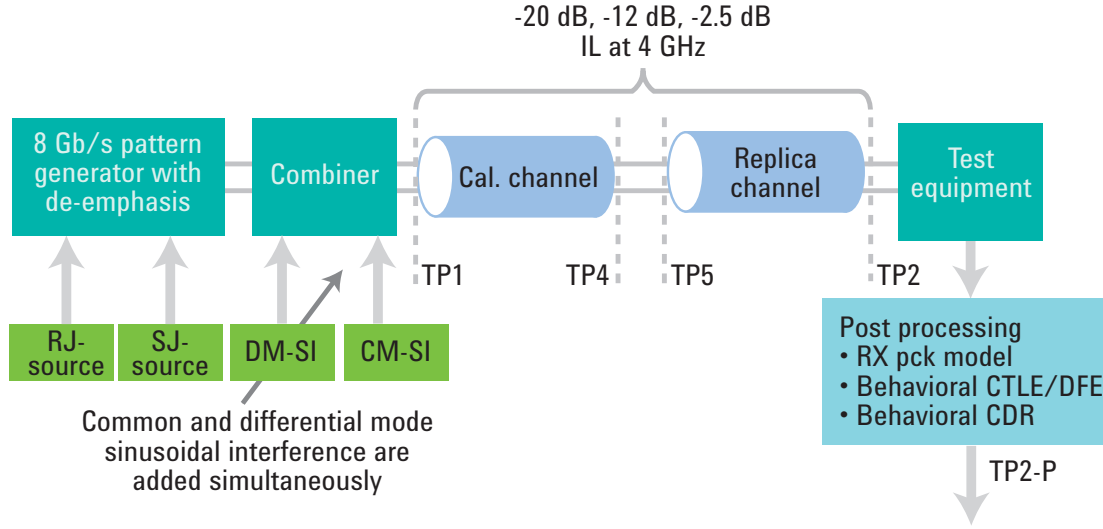 -20 dB, -12 dB, -2.5 dB
IL at 4 GHz
8 Gb/s pattern
generator with
de-emphasis
Combiner
Cal. channel
Replica
channel
Test
equipment
TP1
TP4
TP5
TP2
RJ-
source
SJ-
source
DM-SI
CM-SI
Common and differential mode
sinusoidal interference are
added simultaneously
Post processing
• RX pck model
• Behavioral CTLE/DFE
• Behavioral CDR
TP2-P